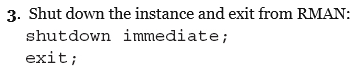 3. Shut down the instance and exit from RMAN:
shutdown immediate;
exit;